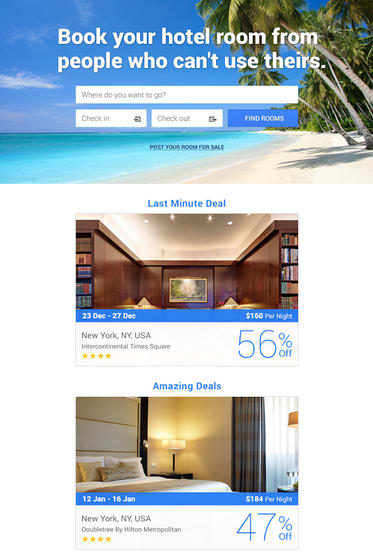 Book your hotel room from
people who can't use theirs.
Where do you want to go?
Check in
Check out
FIND ROOMS
POST YOUR ROOM FOR SALE
Last Minute Deal
23 Dec - 27 Dec
$160 Per Night
New York, NY, USA
Intercontinental Times Square
56% Off
Amazing Deals
12 Jan - 16 Jan
$184 Per Night
New York, NY, USA
Doubletree By Hilton Metropolitan
47% Off